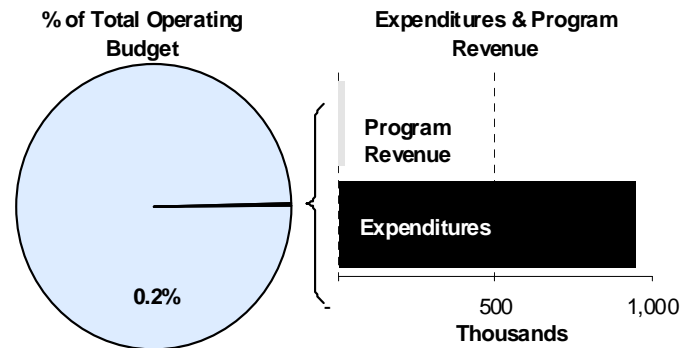 % of Total Operating
Budget
0.2%
Expenditures & Program
Revenue
Program
Revenue
Expenditures
-
500
1,000
Thousands